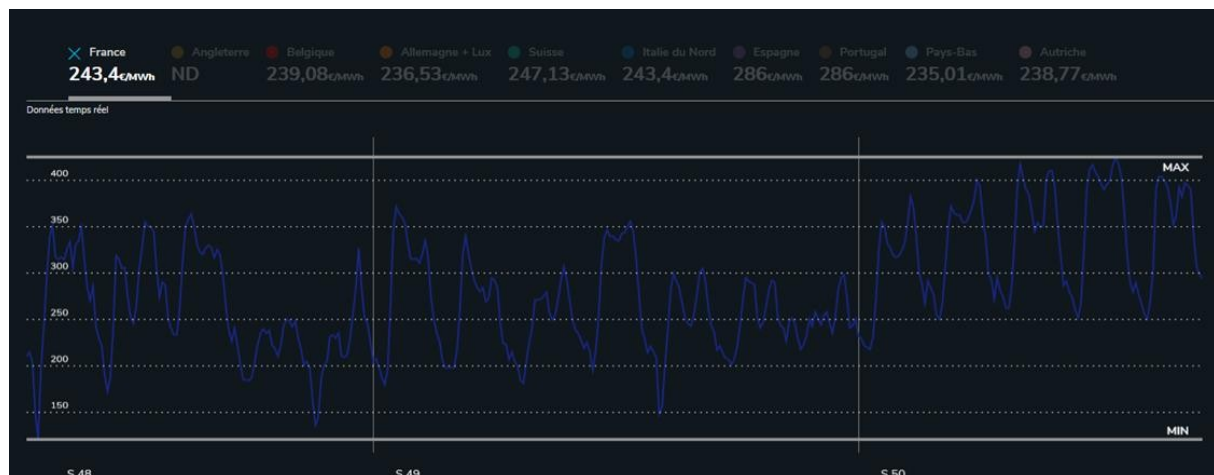 France Angleterre Belgique Allemagne + Lux Suisse Italie du Nord Espagne Portugal Pays-Bas Autriche
243,4€/MWh ND 239,08€/MWh 236,53€/MWh 247,13€/MWh 243,4€/MWh 286€/MWh 286€/MWh 235,01€/MWh 238,77€/MWh
Données temps réel
MAX
400
350
300
250
200
150
MIN
S 48 S 49 S 50